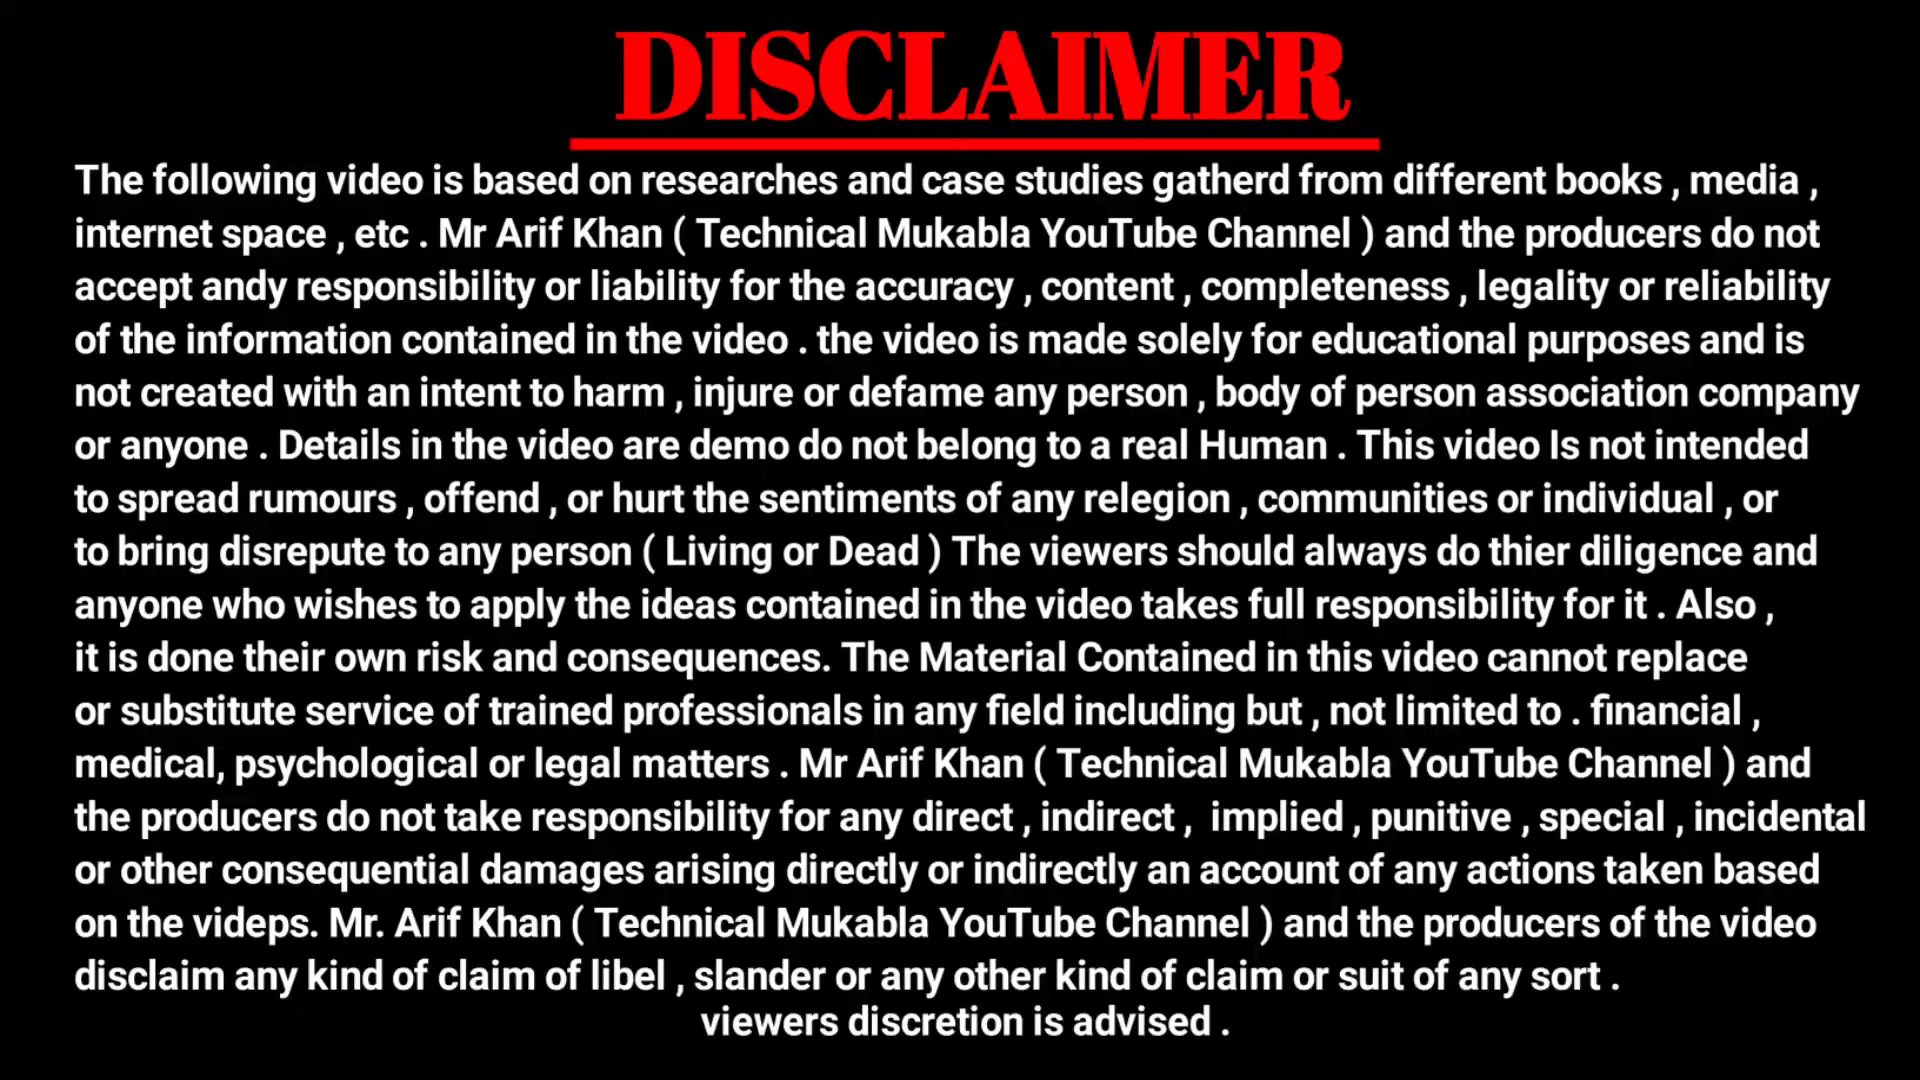 DISCLAIMER
The following video is based on researches and case studies gatherd from different books , media ,
internet space , etc . Mr Arif Khan ( Technical Mukabla YouTube Channel ) and the producers do not
accept andy responsibility or liability for the accuracy , content , completeness , legality or reliability
of the information contained in the video . the video is made solely for educational purposes and is
not created with an intent to harm , injure or defame any person , body of person association company
or anyone . Details in the video are demo do not belong to a real Human . This video Is not intended
to spread rumours , offend , or hurt the sentiments of any relegion , communities or individual , or
to bring disrepute to any person ( Living or Dead ) The viewers should always do thier diligence and
anyone who wishes to apply the ideas contained in the video takes full responsibility for it . Also ,
it is done their own risk and consequences. The Material Contained in this video cannot replace
or substitute service of trained professionals in any field including but , not limited to . financial ,
medical, psychological or legal matters . Mr Arif Khan ( Technical Mukabla YouTube Channel ) and
the producers do not take responsibility for any direct , indirect ,  implied , punitive , special , incidental
or other consequential damages arising directly or indirectly an account of any actions taken based
on the videps. Mr. Arif Khan ( Technical Mukabla YouTube Channel ) and the producers of the video
disclaim any kind of claim of libel , slander or any other kind of claim or suit of any sort .
viewers discretion is advised .